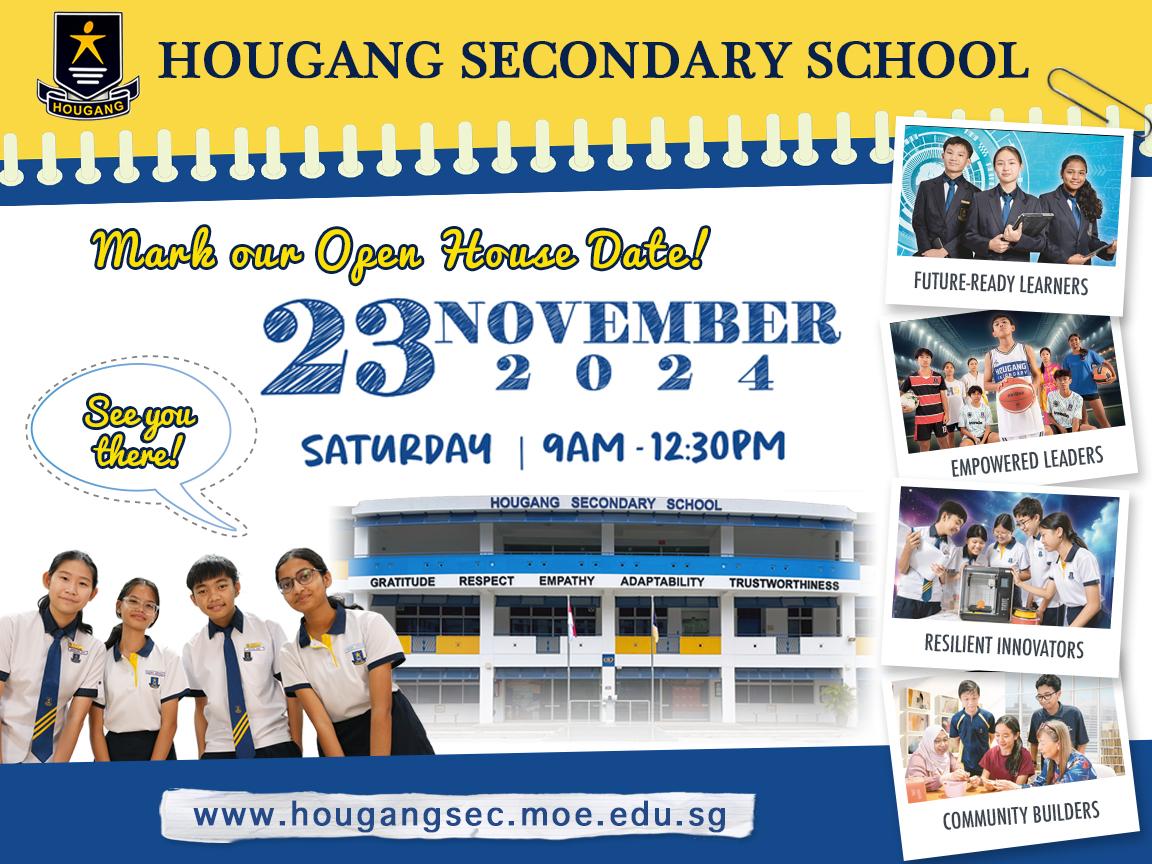 HOUGANG
HOUGANG SECONDARY SCHOOL
Mark our Open House Date!
23 NOVEMBER
2024
SATURDAY | 9AM - 12:30PM
See you
there!
HOUGANG SECONDARY SCHOOL
GRATITUDE RESPECT EMPATHY ADAPTABILITY TRUSTWORTHINESS
FUTURE-READY LEARNERS
HOUGANG
EMPOWERED LEADERS
RESILIENT INNOVATORS
COMMUNITY BUILDERS
www.hougangsec.moe.edu.sg